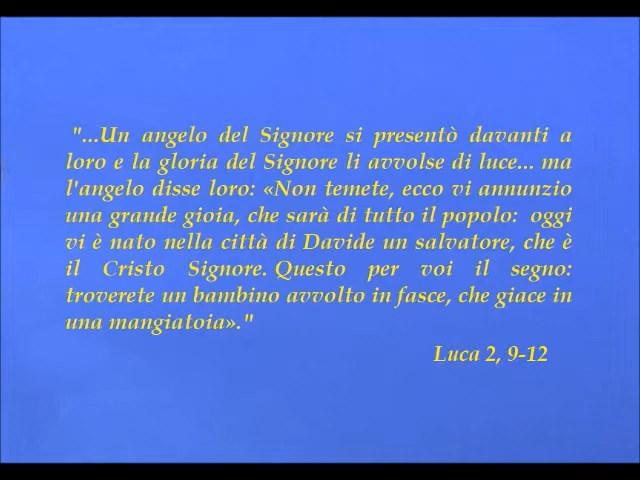 "...Un angelo del Signore si presentò davanti a
loro e la gloria del Signore li avvolse di luce... ma
l'angelo disse loro: «Non temete, ecco vi annunzio
una grande gioia, che sarà di tutto il popolo: oggi
vi è nato nella città di Davide un salvatore, che è
il Cristo Signore. Questo per voi il segno:
troverete un bambino avvolto in fasce, che giace in
una mangiatoia»."
Luca 2, 9-12